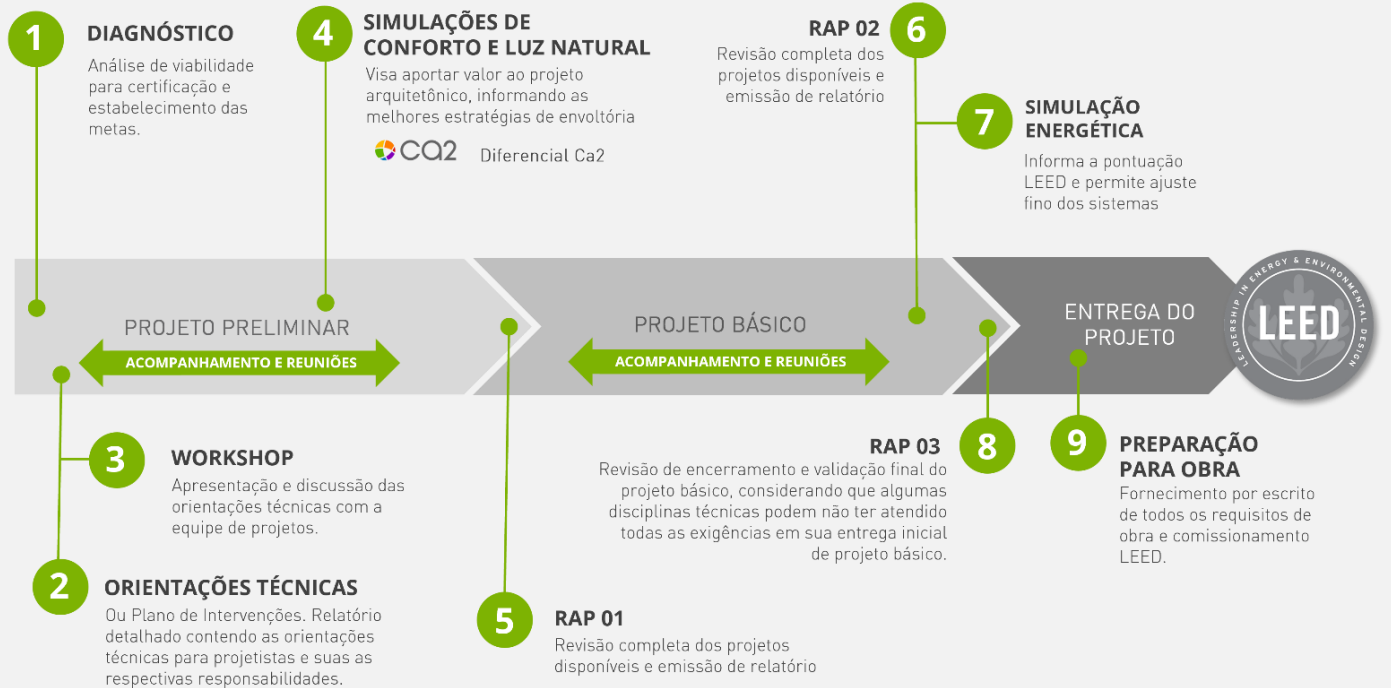 1
DIAGNÓSTICO
Análise de viabilidade
para certificação e
estabelecimento das
metas.
4
SIMULAÇÕES DE
CONFORTO E LUZ NATURAL
Visa aportar valor ao projeto
arquitetônico, informando as
melhores estratégias de envoltória
ca2
Diferencial Ca2
RAP 02
6
Revisão completa dos
projetos disponíveis e
emissão de relatório
7
SIMULAÇÃO
ENERGÉTICA
Informa a pontuação
LEED e permite ajuste
fino dos sistemas
PROJETO PRELIMINAR
ACOMPANHAMENTO E REUNIÕES
PROJETO BÁSICO
ACOMPANHAMENTO E REUNIÕES
ENTREGA DO
PROJETO
LEADERSHIP IN ENERGY & ENVIRONMENTAL DESIGN
LEED
3
WORKSHOP
Apresentação e discussão das
orientações técnicas com a
equipe de projetos.
2
ORIENTAÇÕES TÉCNICAS
Ou Plano de Intervenções. Relatório
detalhado contendo as orientações
técnicas para projetistas e suas as
respectivas responsabilidades.
5
RAP 01
Revisão completa dos projetos
disponíveis e emissão de relatório
RAP 03
8
Revisão de encerramento e validação final do
projeto básico, considerando que algumas
disciplinas técnicas podem não ter atendido
todas as exigências em sua entrega inicial
de projeto básico.
9
PREPARAÇÃO
PARA OBRA
Fornecimento por escrito
de todos os requisitos de
obra e comissionamento
LEED.